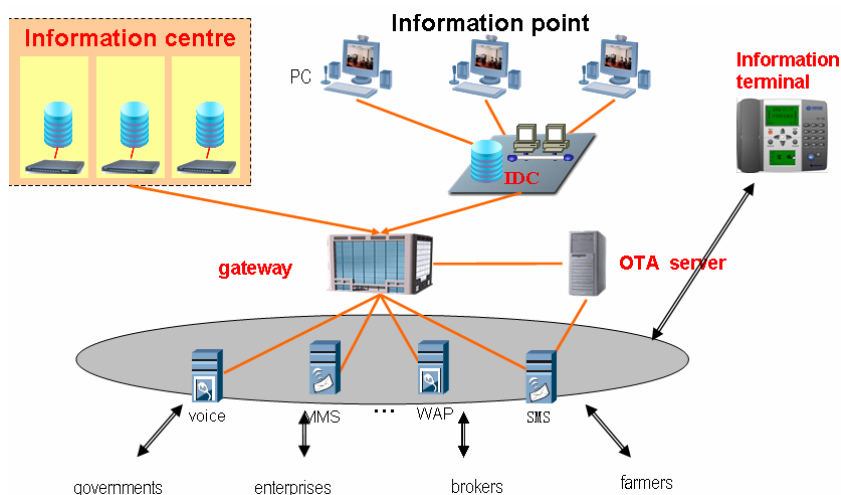 Information centre
Information point
PC
Information
terminal
IDC
gateway
OTA server
voice
MMS
...
WAP
SMS
governments
enterprises
brokers
farmers